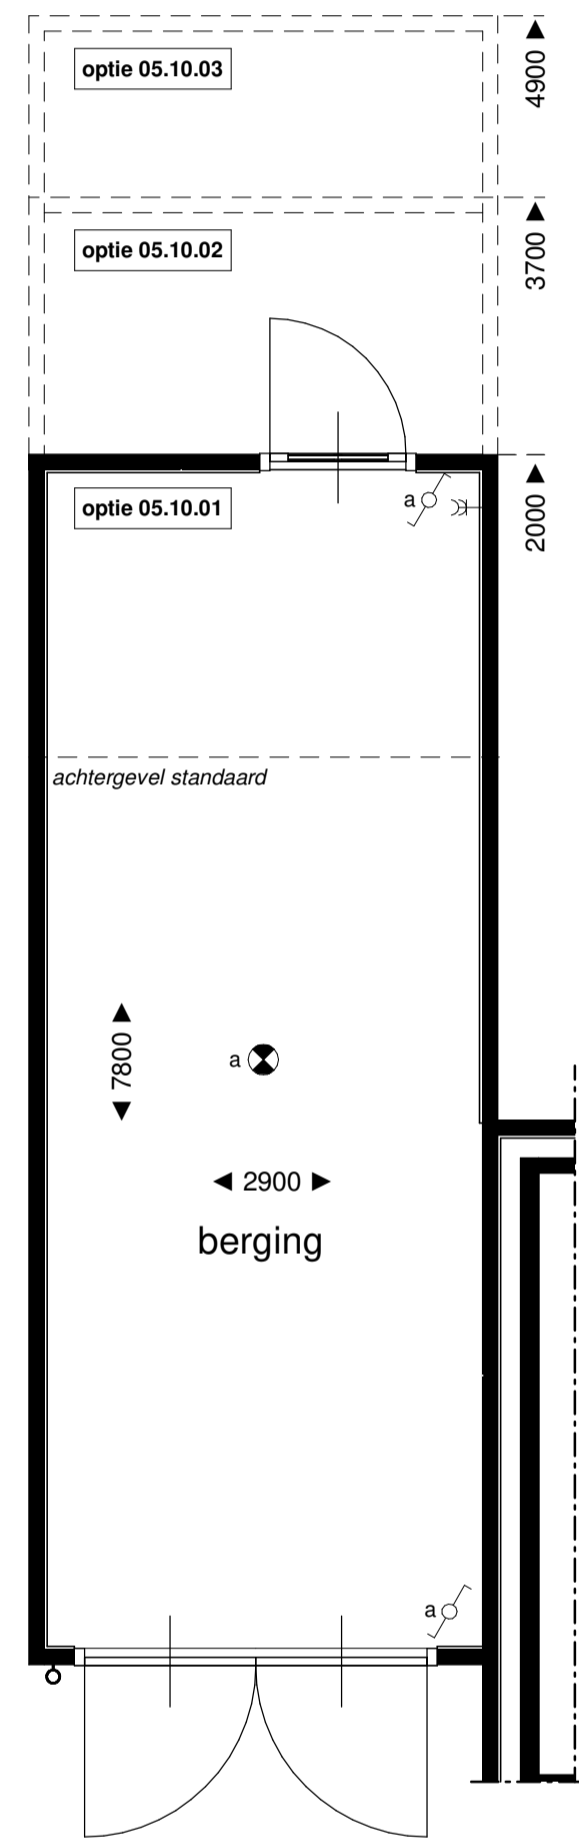 optie 05.10.03
4900
optie 05.10.02
3700
optie 05.10.01
a
2000
achtergevel standaard
7800
a
2900
berging
a